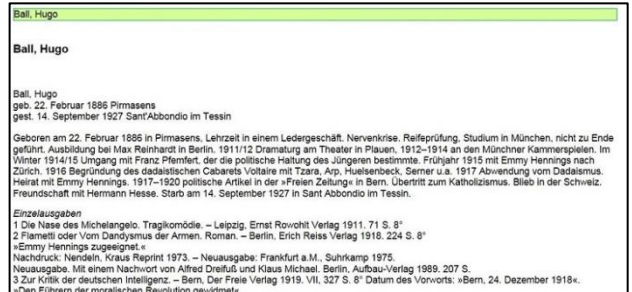 Ball, Hugo
Ball, Hugo
Ball, Hugo
geb. 22. Februar 1886 Pirmasens
gest. 14. September 1927 Sant'Abbondio im Tessin
Geboren am 22. Februar 1886 in Pirmasens. Lehrzeit in einem Ledergeschäft. Nervenkrise. Reifeprüfung, Studium in München, nicht zu Ende
geführt. Ausbildung bei Max Reinhardt in Berlin. 1911/12 Dramaturg am Theater in Plauen, 1912–1914 an den Münchner Kammerspielen. Im
Winter 1914/15 Umgang mit Franz Pfemfert, der die politische Haltung des Jüngeren bestimmte. Frühjahr 1915 mit Emmy Hennings nach
Zürich. 1916 Begründung des dadaistischen Cabarets Voltaire mit Tzara, Arp, Huelsenbeck, Serner u.a. 1917 Abwendung vom Dadaismus.
Heirat mit Emmy Hennings. 1917–1920 politische Artikel in der »Freien Zeitung« in Bern. Übertritt zum Katholizismus. Blieb in der Schweiz.
Freundschaft mit Hermann Hesse. Starb am 14. September 1927 in Sant Abbondio im Tessin.
Einzelausgaben
1 Die Nase des Michelangelo. Tragikomödie. – Leipzig, Ernst Rowohlt Verlag 1911. 71 S. 8°
2 Flametti oder Vom Dandysmus der Armen. Roman. – Berlin, Erich Reiss Verlag 1918. 224 S. 8°
»Emmy Hennings zugeeignet.«
Nachdruck: Nendeln, Kraus Reprint 1973. – Neuausgabe: Frankfurt a.M., Suhrkamp 1975.
Neuausgabe. Mit einem Nachwort von Alfred Dreifuß und Klaus Michael. Berlin, Aufbau-Verlag 1989. 207 S.
3 Zur Kritik der deutschen Intelligenz. – Bern, Der Freie Verlag 1919. VII, 327 S. 8° Datum des Vorworts: »Bern, 24. Dezember 1918«.
»Den Führern der moralischen Revolution gewidmet«